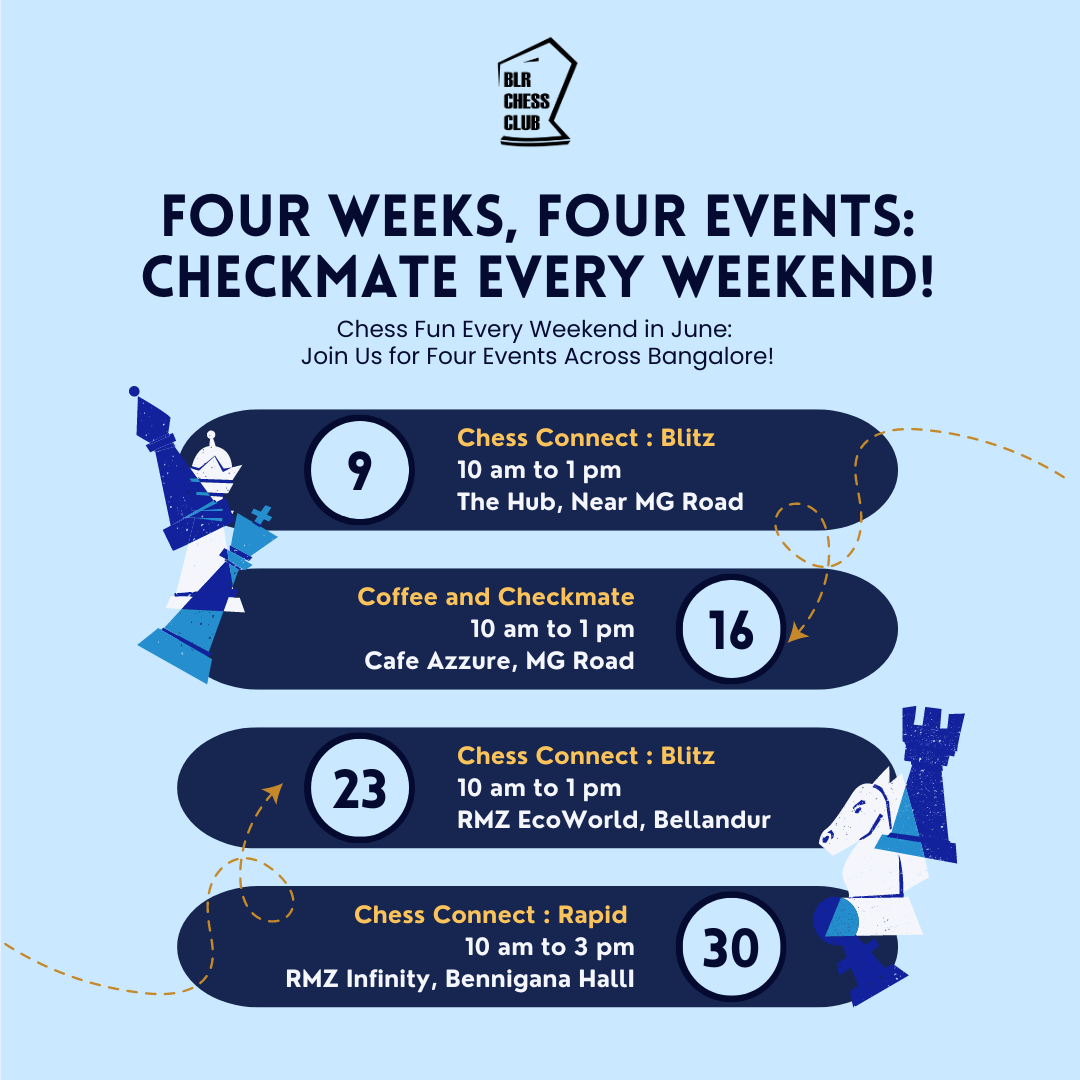 BLR
CHESS
CLUB
FOUR WEEKS, FOUR EVENTS:
CHECKMATE EVERY WEEKEND!
Chess Fun Every Weekend in June:
Join Us for Four Events Across Bangalore!
9
Chess Connect : Blitz
10 am to 1 pm
The Hub, Near MG Road
Coffee and Checkmate
10 am to 1 pm
Cafe Azzure, MG Road
16
23
Chess Connect : Blitz
10 am to 1 pm
RMZ EcoWorld, Bellandur
Chess Connect : Rapid
10 am to 3 pm
RMZ Infinity, Bennigana Halll
30